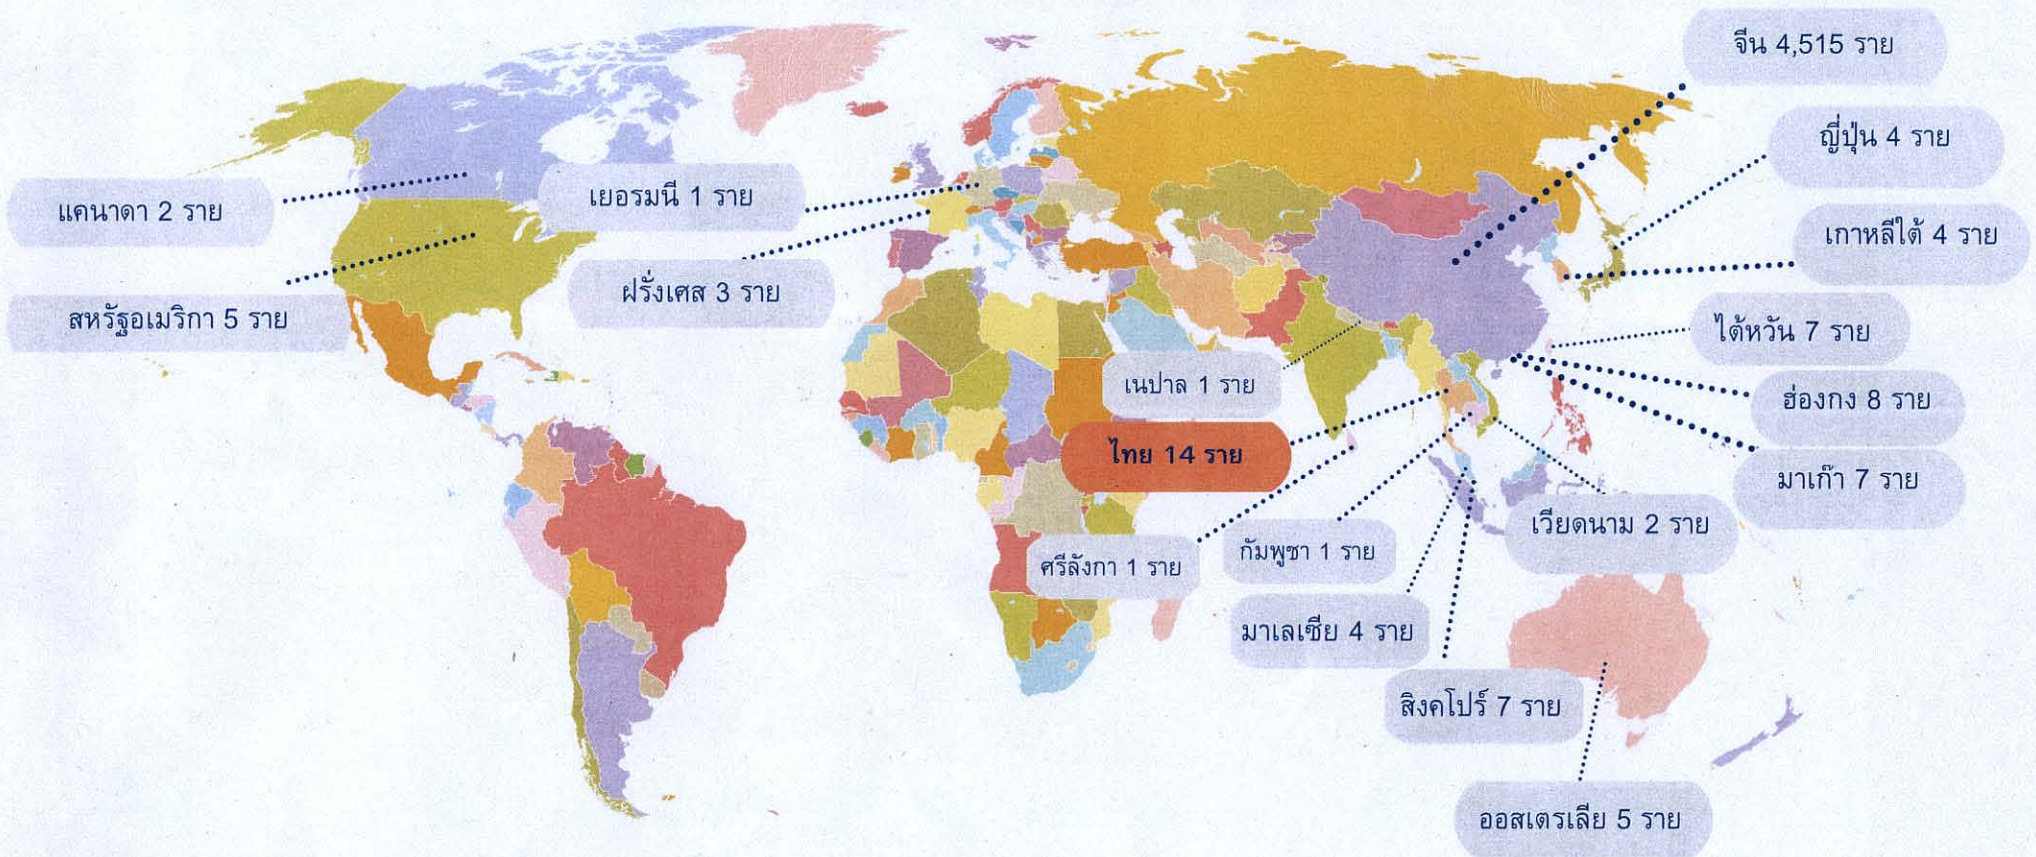 จีน 4,515 ราย
ญี่ปุ่น 4 ราย
แคนาดา 2 ราย
เยอรมนี 1 ราย
เกาหลีใต้ 4 ราย
สหรัฐอเมริกา 5 ราย
ฝรั่งเศส 3 ราย
ไต้หวัน 7 ราย
เนปาล 1 ราย
ฮ่องกง 8 ราย
ไทย 14 ราย
มาเก๊า 7 ราย
เวียดนาม 2 ราย
ศรีลังกา 1 ราย
กัมพูชา 1 ราย
มาเลเซีย 4 ราย
สิงคโปร์ 7 ราย
ออสเตรเลีย 5 ราย